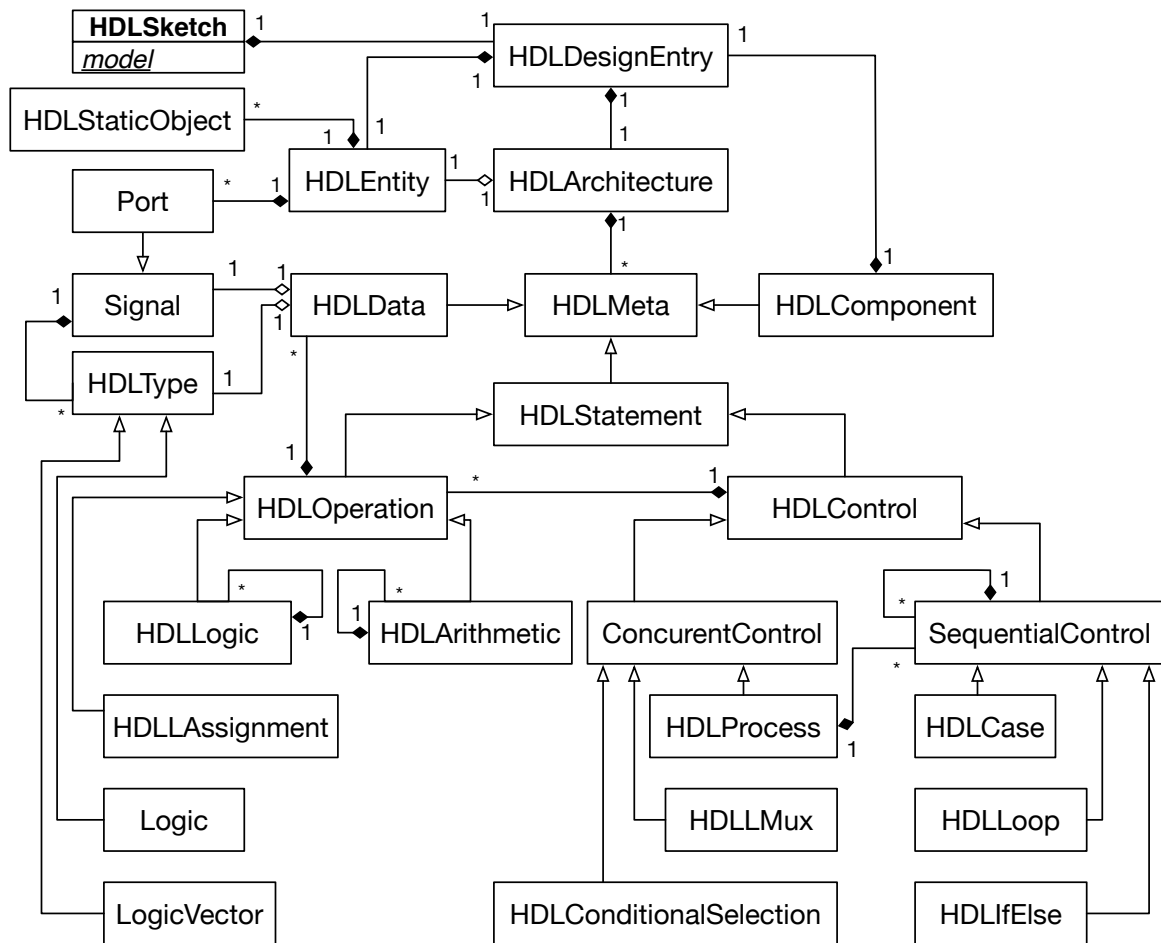 HDLSketch
model
1
1
HDLDesignEntry
1
1
1
1
HDLStaticObject
*
1
HDLEntity
1
1
1
HDLArchitecture
Port
*
1
1
*
Signal
1
1
1
HDLData
HDLMeta
1
HDLComponent
1
HDLType
*
1
*
HDLStatement
1
HDLOperation
*
1
HDLControl
*
1
HDLLogic
*
1
HDLArithmetic
ConcurentControl
1
*
SequentialControl
*
HDLLAssignment
HDLProcess
1
HDLCase
Logic
HDLLMux
HDLLoop
LogicVector
HDLConditionalSelection
HDLIfElse